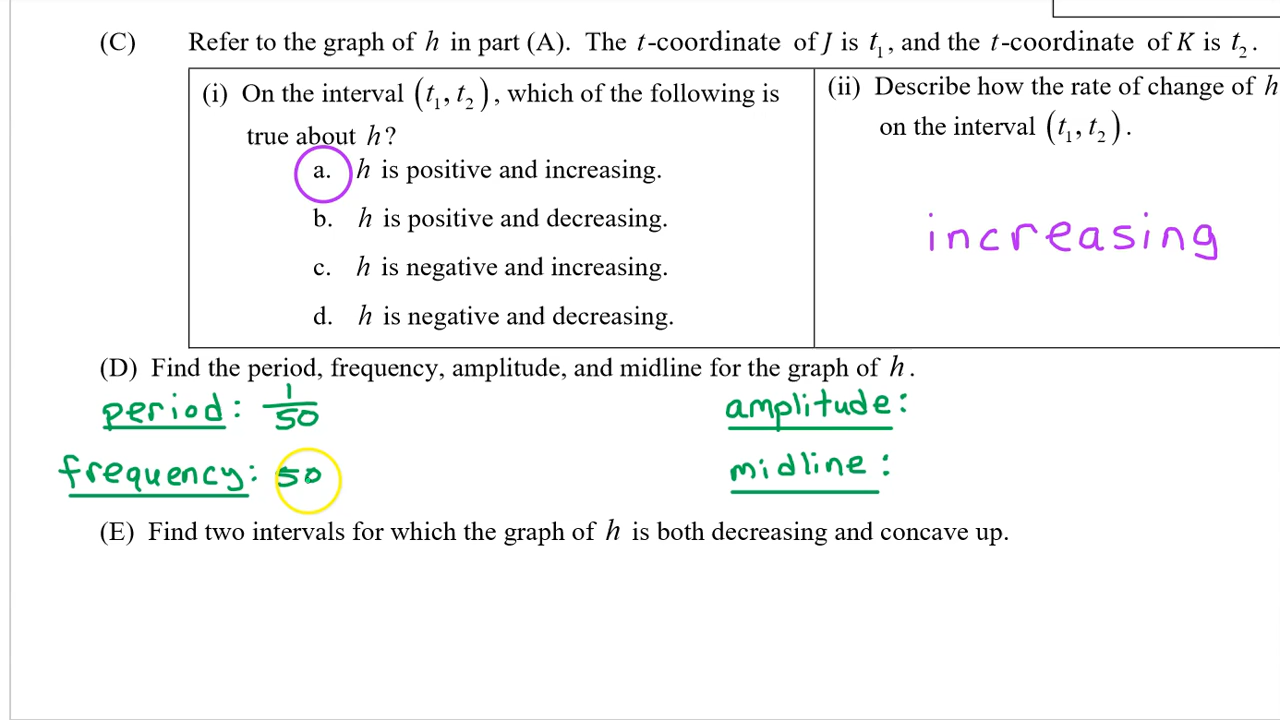 (C) Refer to the graph of h in part (A). The t-coordinate of J is t₁, and the t-coordinate of K is t₂.
(i) On the interval (t₁, t₂), which of the following is
true about h?
a. h is positive and increasing.
b. h is positive and decreasing.
c. h is negative and increasing.
d. h is negative and decreasing.
(ii) Describe how the rate of change of h
on the interval (t₁, t₂).
increasing
(D) Find the period, frequency, amplitude, and midline for the graph of h.
period: 1/50
frequency: 50
amplitude:
midline:
(E) Find two intervals for which the graph of h is both decreasing and concave up.